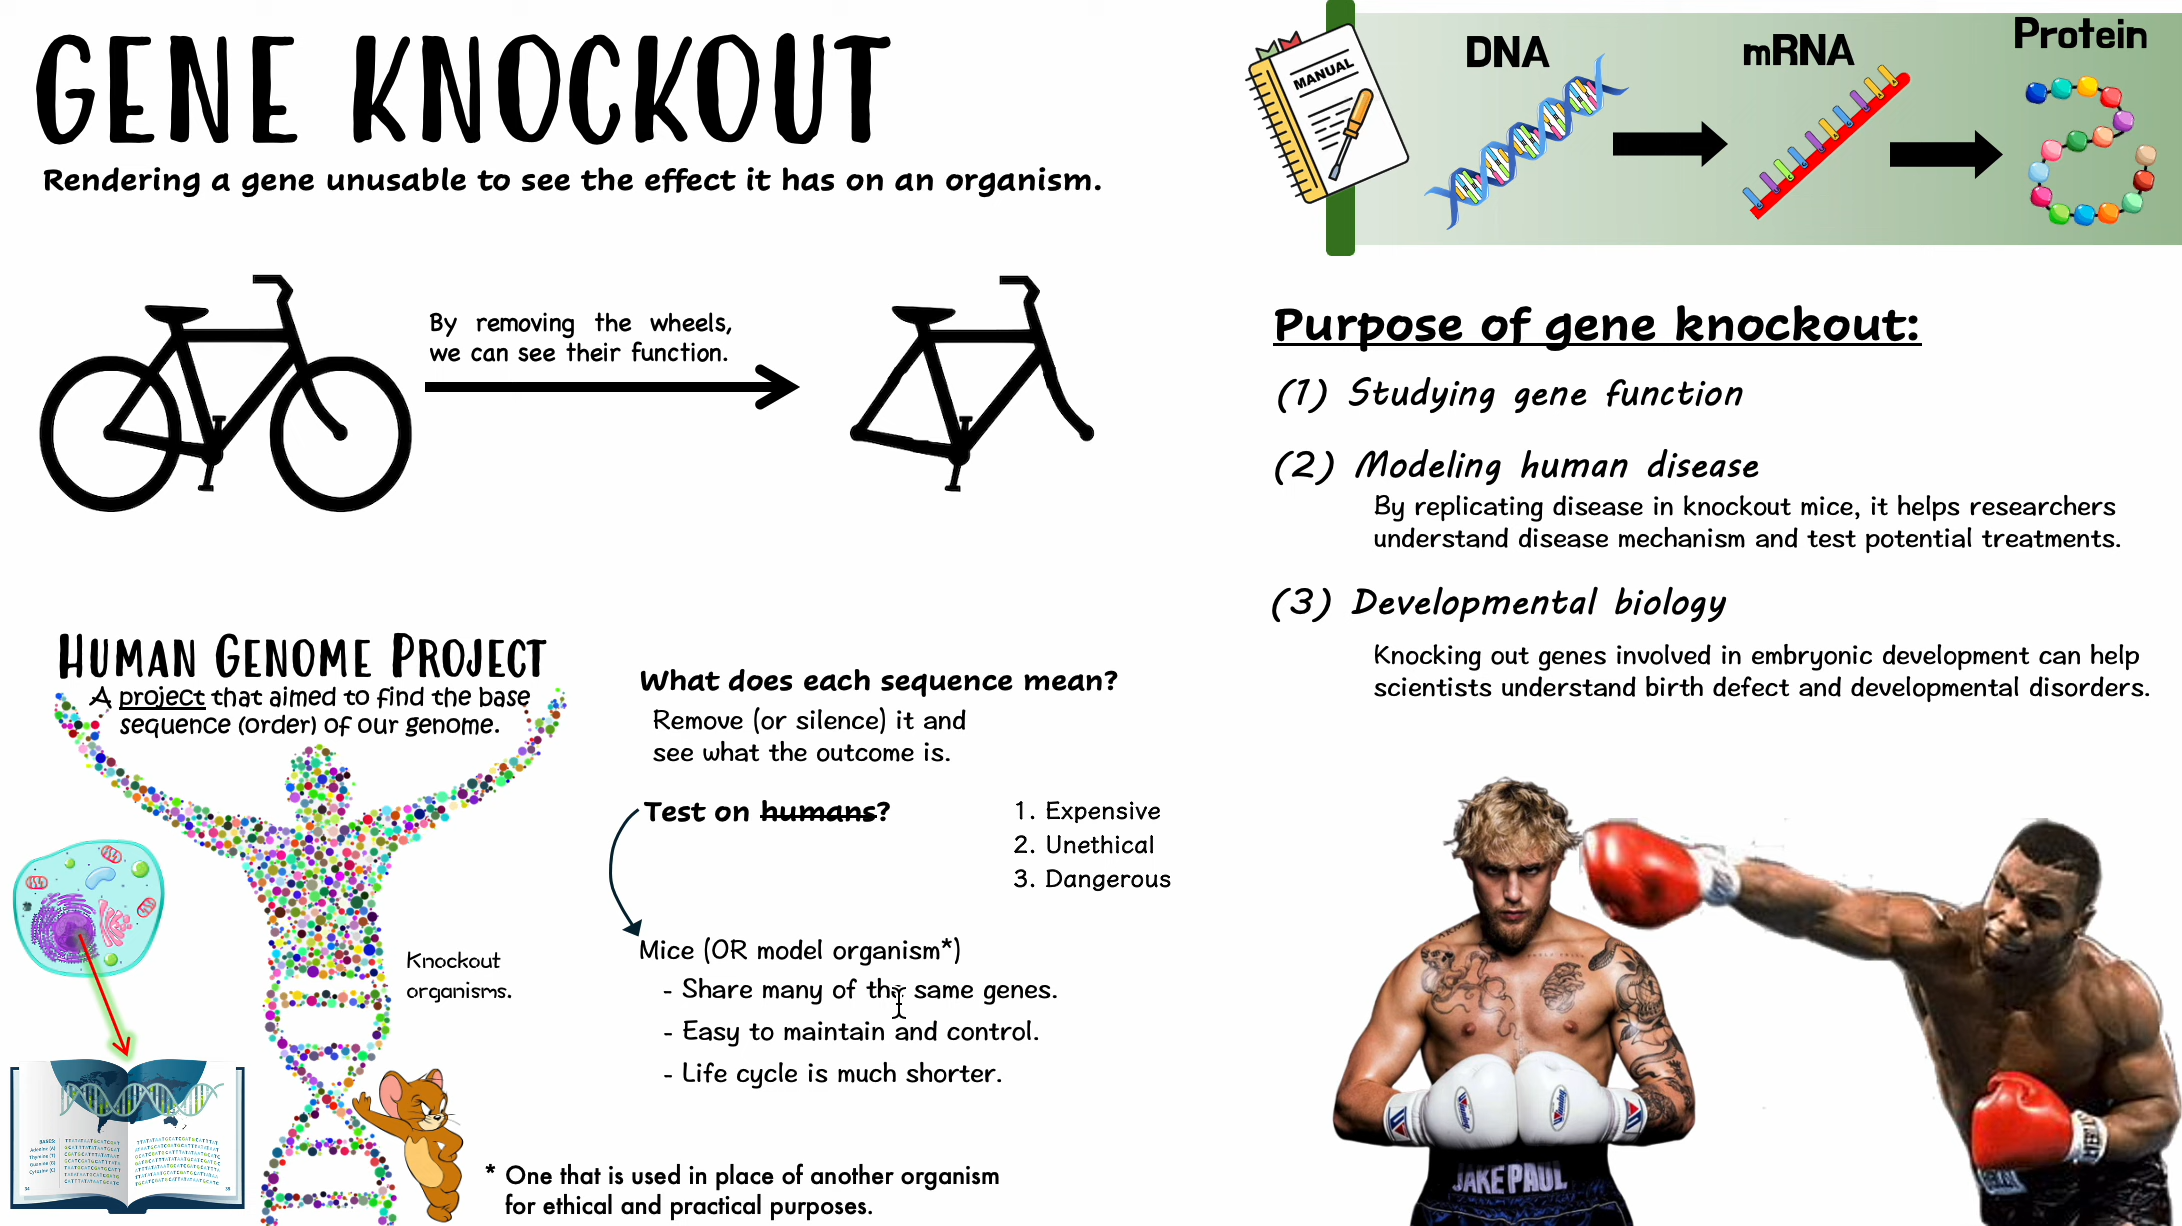 GENE KNOCKOUT
Rendering a gene unusable to see the effect it has on an organism.
By removing the wheels,
we can see their function.
HUMAN GENOME PROJECT
A project that aimed to find the base
sequence (order) of our genome.
Knockout
organisms.
BASES
Adenine (A)
Thymine (T)
Guanine (G)
Cytosine (C)
What does each sequence mean?
Remove (or silence) it and
see what the outcome is.
Test on humans?
1. Expensive
2. Unethical
3. Dangerous
Mice (OR model organism*)
- Share many of the same genes.
- Easy to maintain and control.
- Life cycle is much shorter.
* One that is used in place of another organism
for ethical and practical purposes.
MANUAL
DNA
mRNA
Protein
Purpose of gene knockout:
(1) Studying gene function
(2) Modeling human disease
By replicating disease in knockout mice, it helps researchers
understand disease mechanism and test potential treatments.
(3) Developmental biology
Knocking out genes involved in embryonic development can help
scientists understand birth defect and developmental disorders.
Winning
Winning
JAKE PAUL